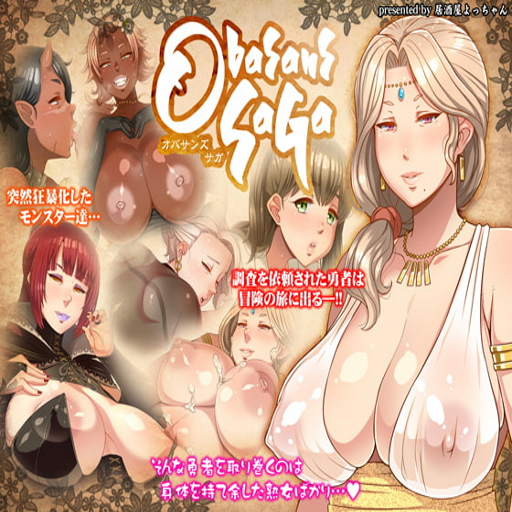 presented by 居酒屋よっちゃん
Obasans
SaGa
オバサンズ
サガ
突然狂暴化した
モンスター達…
調査を依頼された勇者は
冒険の旅に出る―!!
そんな勇者を取り巻くのは
身体を持て余した熟女ばかり…♥